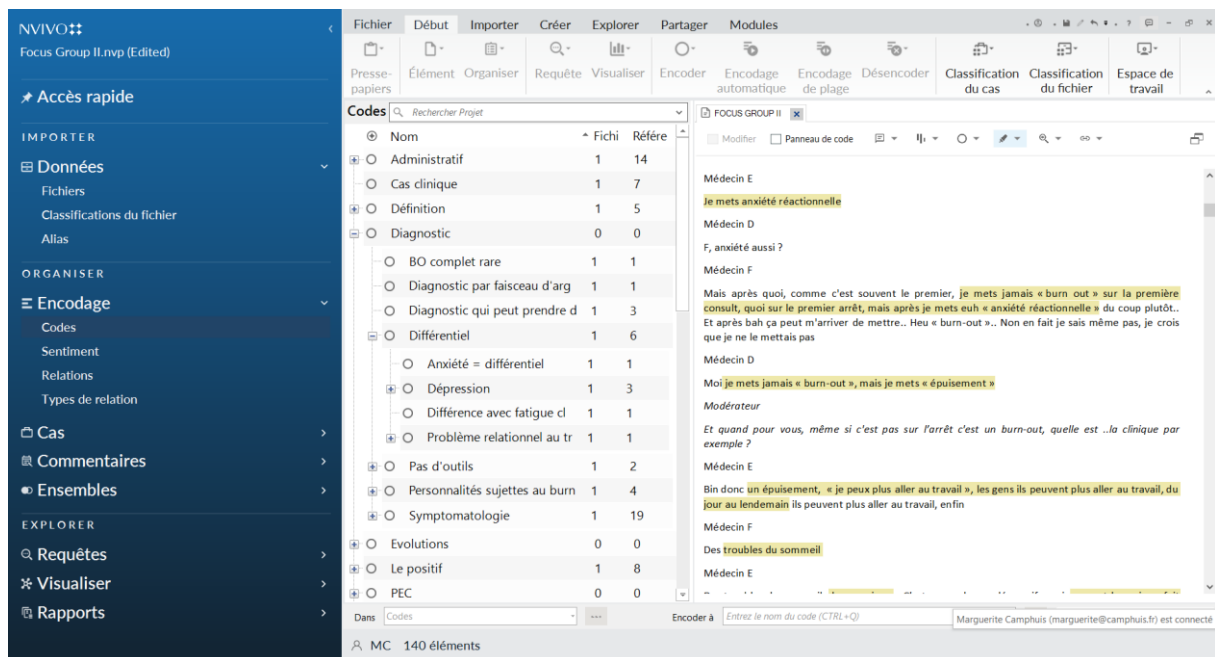 NVIVO
Focus Group II.nvp (Edited)
Accès rapide
IMPORTER
Données
Fichiers
Classifications du fichier
Alias
ORGANISER
Encodage
Codes
Sentiment
Relations
Types de relation
Cas
Commentaires
Ensembles
EXPLORER
Requêtes
Visualiser
Rapports
Fichier Début Importer Créer Explorer Partager Modules
Presse-papiers
Élément Organiser Requête Visualiser Encoder
Encodage automatique
Encodage de plage
Désencoder
Classification du cas
Classification du fichier
Espace de travail
Codes Rechercher Projet
Nom Fichi Référe
Administratif 1 14
Cas clinique 1 7
Définition 1 5
Diagnostic 0 0
BO complet rare 1 1
Diagnostic par faisceau d'arg 1 1
Diagnostic qui peut prendre d 1 3
Différentiel 1 6
Anxiété = différentiel 1 1
Dépression 1 3
Différence avec fatigue cl 1 1
Problème relationnel au tr 1 1
Pas d'outils 1 2
Personnalités sujettes au burn 1 4
Symptomatologie 1 19
Evolutions 0 0
Le positif 1 8
PEC 0 0
FOCUS GROUP II
Modifier Panneau de code
Médecin E
Je mets anxiété réactionnelle
Médecin D
F, anxiété aussi ?
Médecin F
Mais après quoi, comme c'est souvent le premier, je mets jamais « burn out » sur la première
consult, quoi sur le premier arrêt, mais après je mets euh « anxiété réactionnelle » du coup plutôt..
Et après bah ça peut m'arriver de mettre.. Heu « burn-out ».. Non en fait je sais même pas, je crois
que je ne le mettais pas
Médecin D
Moi je mets jamais « burn-out », mais je mets « épuisement »
Modérateur
Et quand pour vous, même si c'est pas sur l'arrêt c'est un burn-out, quelle est ..la clinique par
exemple ?
Médecin E
Bin donc un épuisement, « je peux plus aller au travail », les gens ils peuvent plus aller au travail, du
jour au lendemain ils peuvent plus aller au travail, enfin
Médecin F
Des troubles du sommeil
Médecin E
Dans Codes
Encoder à Entrez le nom du code (CTRL+Q)
Marguerite Camphuis (marguerite@camphuis.fr) est connecté
MC 140 éléments